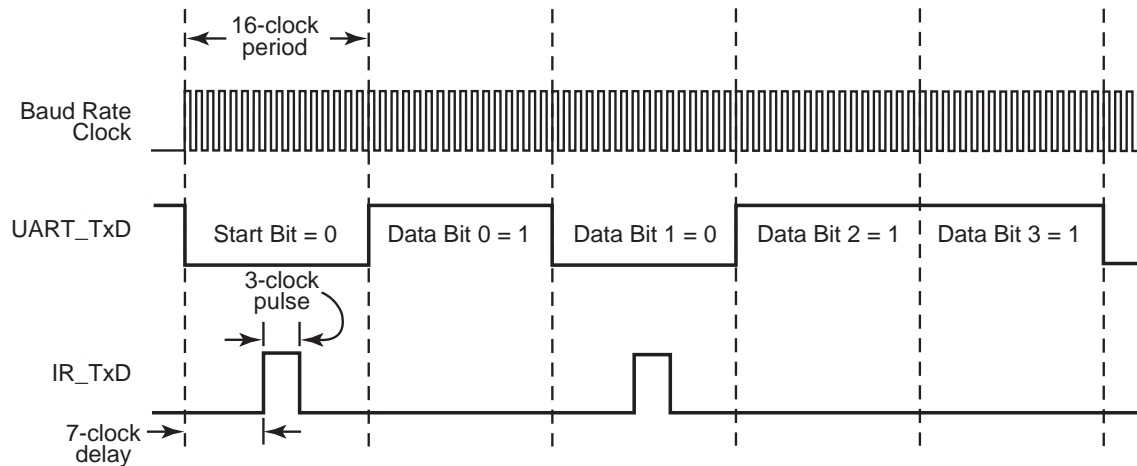 16-clock
period
Baud Rate
Clock
UART_TxD
Start Bit = 0
Data Bit 0 = 1
Data Bit 1 = 0
Data Bit 2 = 1
Data Bit 3 = 1
3-clock
pulse
IR_TxD
7-clock
delay